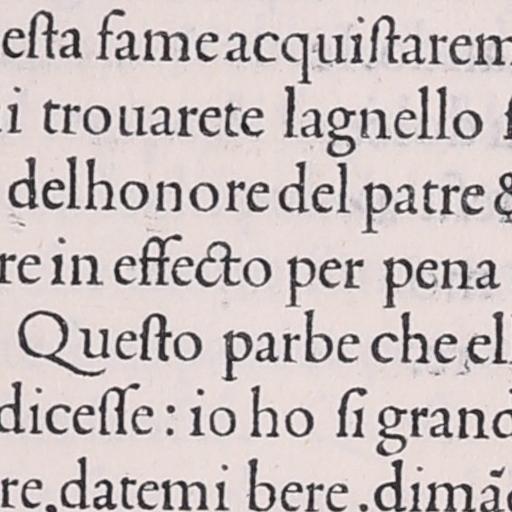 eſta fame acquiſtarem
i trouarete lagnello
delhonore del patre &
re in effecto per pena
Queſto parbe che el
diceſſe: io ho ſi grand
re, datemi bere. dimã